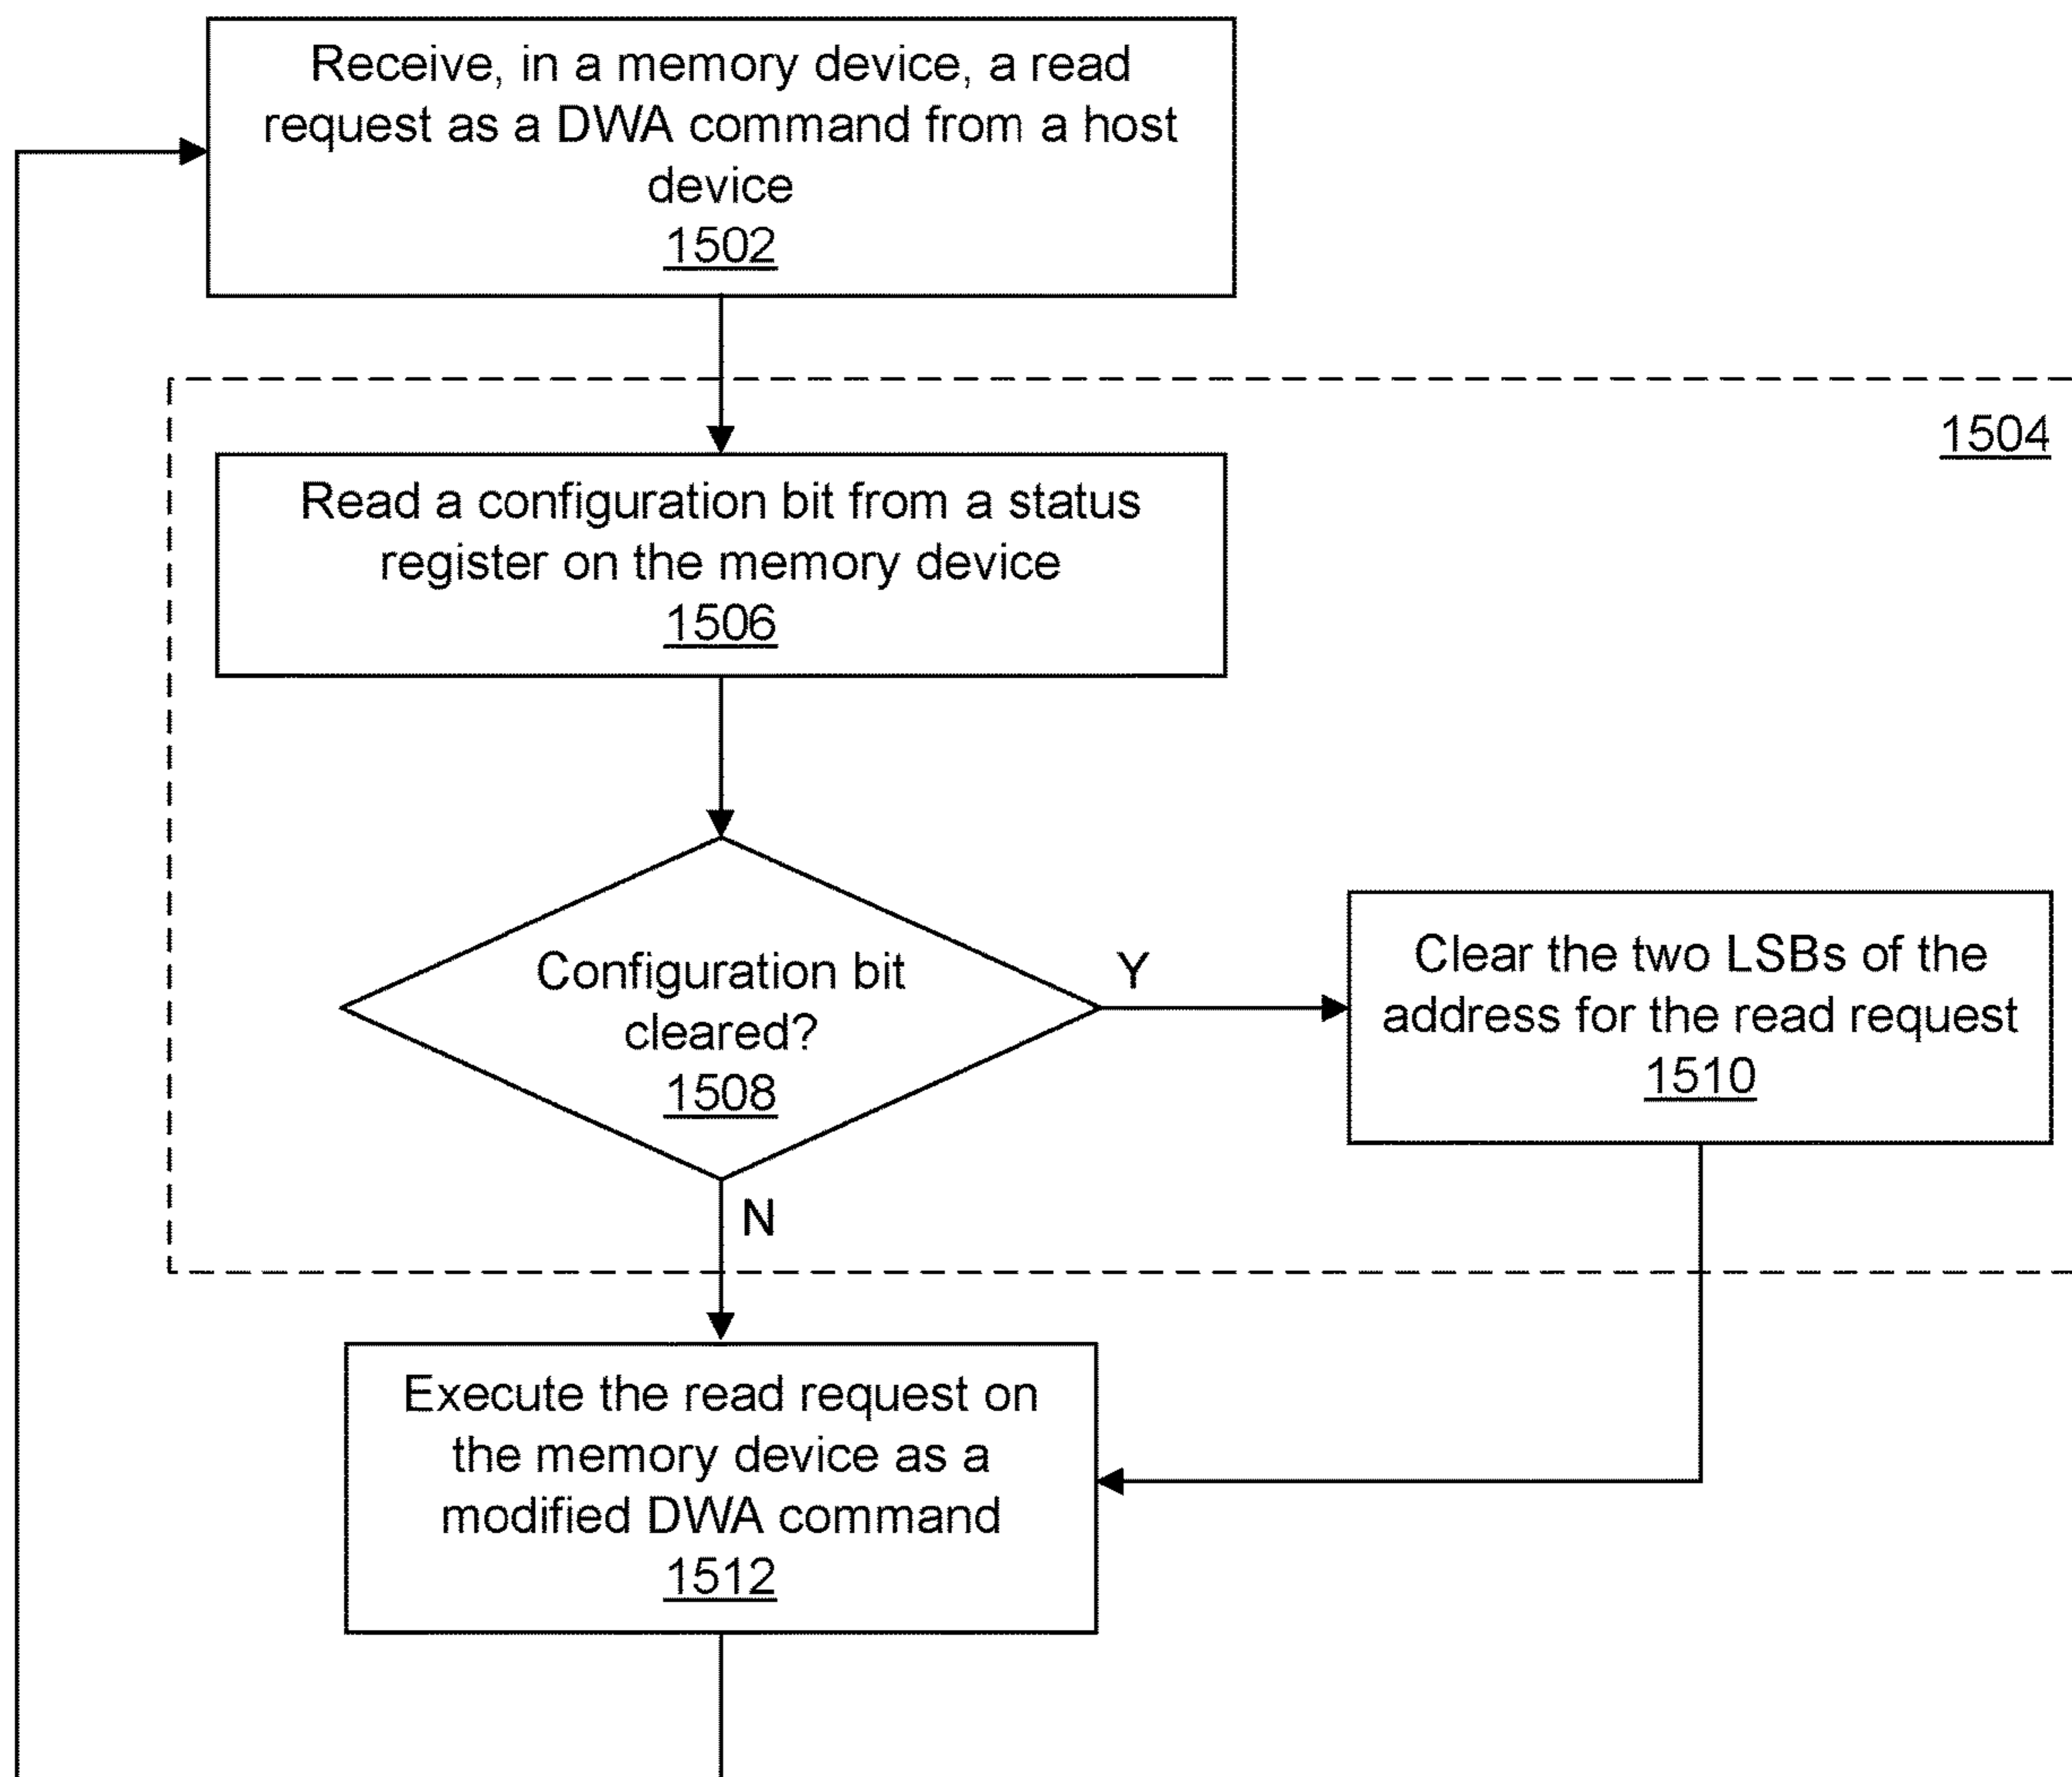 Receive, in a memory device, a read
request as a DWA command from a host
device
1502
1504
Read a configuration bit from a status
register on the memory device
1506
Configuration bit
cleared?
1508
Y
Clear the two LSBs of the
address for the read request
1510
N
Execute the read request on
the memory device as a
modified DWA command
1512